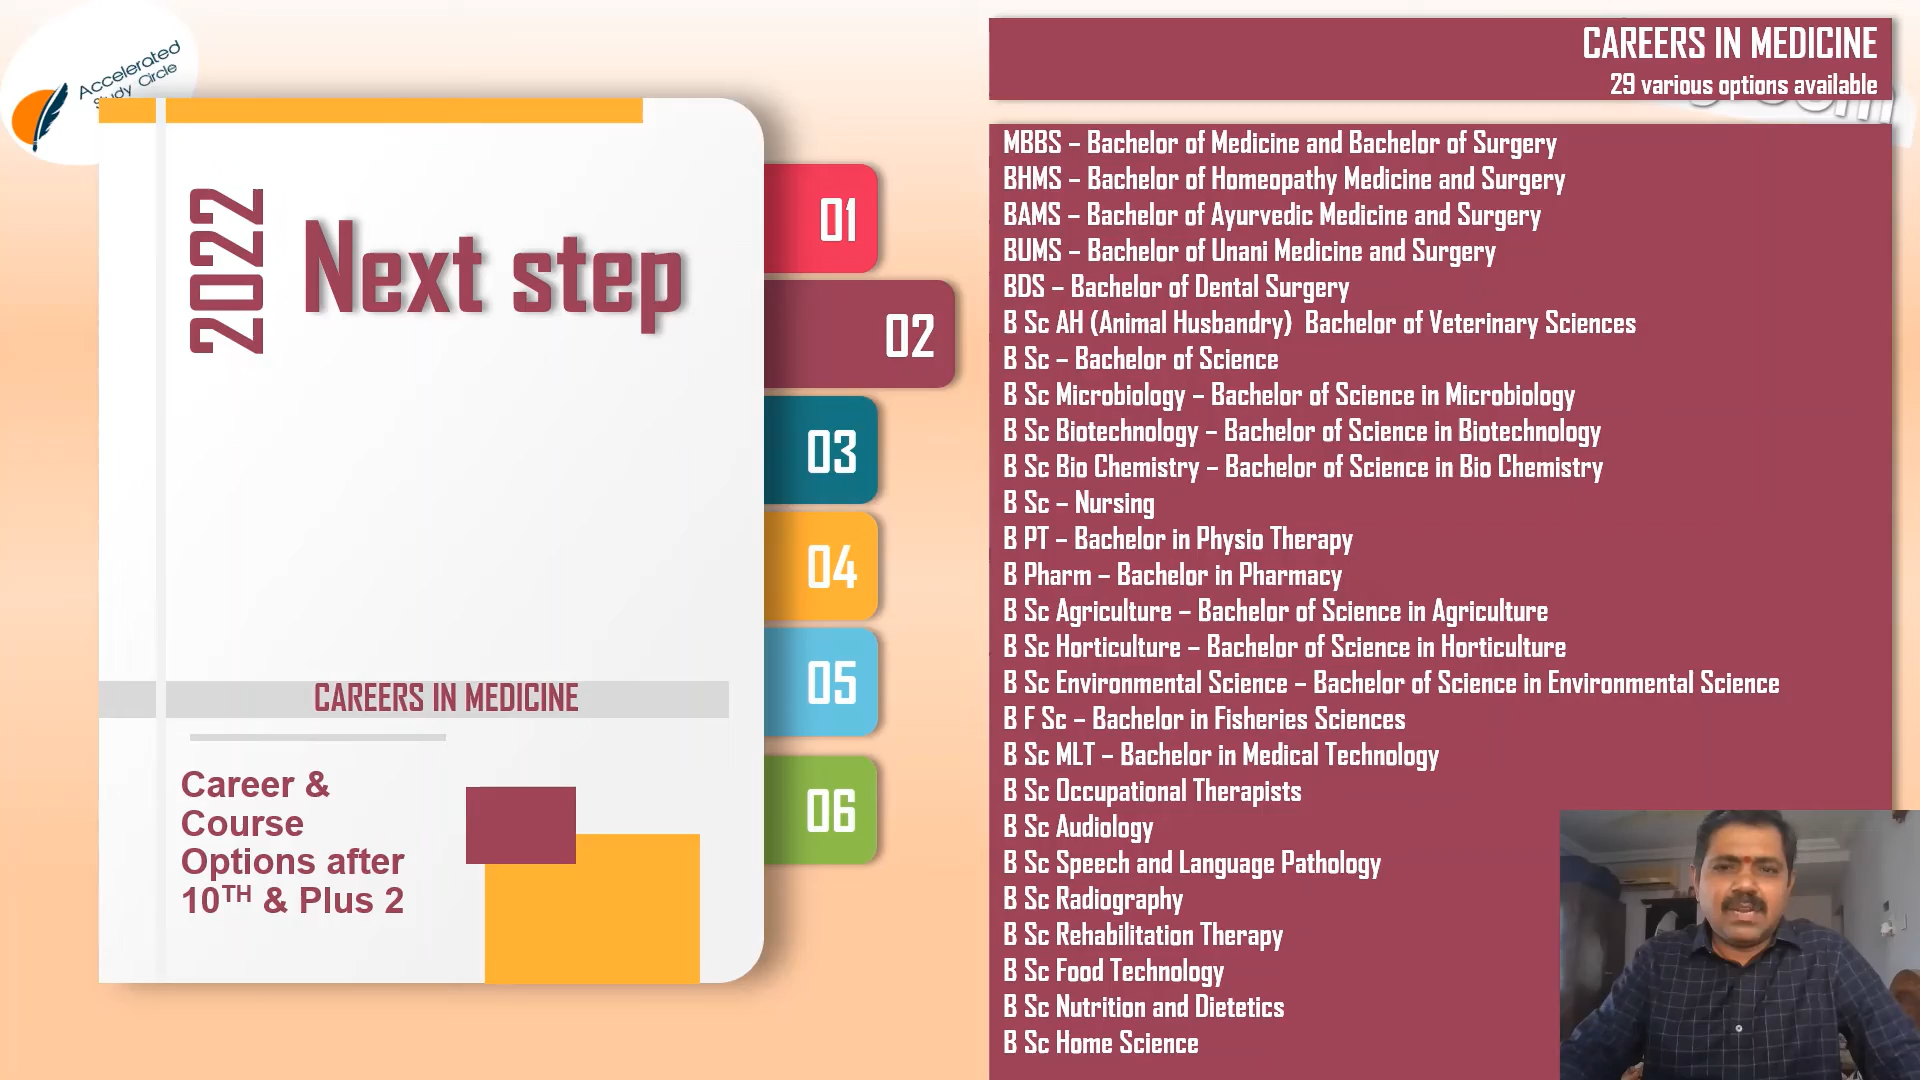 Accelerated
Study Circle
2022
Next step
CAREERS IN MEDICINE
Career &
Course
Options after
10TH & Plus 2
01
02
03
04
05
06
CAREERS IN MEDICINE
29 various options available
MBBS – Bachelor of Medicine and Bachelor of Surgery
BHMS – Bachelor of Homeopathy Medicine and Surgery
BAMS – Bachelor of Ayurvedic Medicine and Surgery
BUMS – Bachelor of Unani Medicine and Surgery
BDS – Bachelor of Dental Surgery
B Sc AH (Animal Husbandry)  Bachelor of Veterinary Sciences
B Sc – Bachelor of Science
B Sc Microbiology – Bachelor of Science in Microbiology
B Sc Biotechnology – Bachelor of Science in Biotechnology
B Sc Bio Chemistry – Bachelor of Science in Bio Chemistry
B Sc – Nursing
B PT – Bachelor in Physio Therapy
B Pharm – Bachelor in Pharmacy
B Sc Agriculture – Bachelor of Science in Agriculture
B Sc Horticulture – Bachelor of Science in Horticulture
B Sc Environmental Science – Bachelor of Science in Environmental Science
B F Sc – Bachelor in Fisheries Sciences
B Sc MLT – Bachelor in Medical Technology
B Sc Occupational Therapists
B Sc Audiology
B Sc Speech and Language Pathology
B Sc Radiography
B Sc Rehabilitation Therapy
B Sc Food Technology
B Sc Nutrition and Dietetics
B Sc Home Science